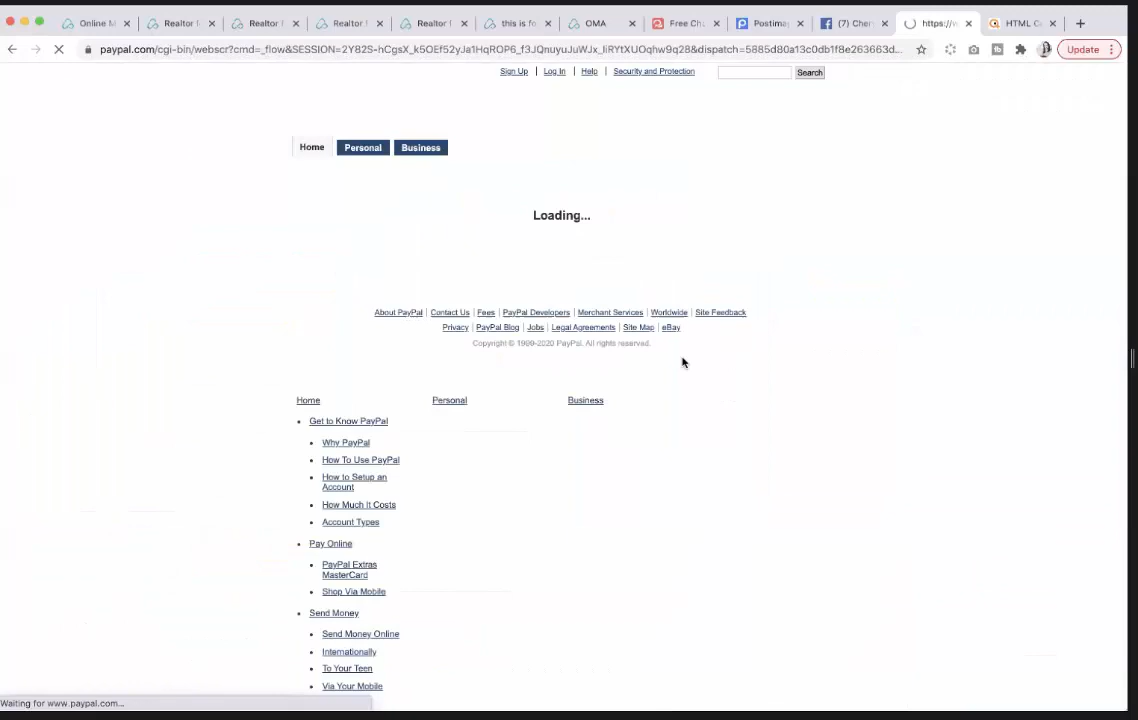 Online M
Realtor M
Realtor !
Realtor !
Realtor !
this is fo
OMA
Free Chu
Postima
(7) Cher
https://w
HTML C
paypal.com/cgi-bin/webscr?cmd=_flow&SESSION=2Y82S-hCgsX_k5OEf52yJa1HqROP6_f3JQnuyuJuWJx_liRYtXUOqhw9q28&dispatch=5885d80a13c0db1f8e263663d...
Update
Sign Up | Log In | Help | Security and Protection
Search
Home
Personal
Business
Loading...
About PayPal | Contact Us | Fees | PayPal Developers | Merchant Services | Worldwide | Site Feedback
Privacy | PayPal Blog | Jobs | Legal Agreements | Site Map | eBay
Copyright © 1999-2020 PayPal. All rights reserved.
Home
Personal
Business
Get to Know PayPal
Why PayPal
How To Use PayPal
How to Setup an
Account
How Much It Costs
Account Types
Pay Online
PayPal Extras
MasterCard
Shop Via Mobile
Send Money
Send Money Online
Internationally
To Your Teen
Via Your Mobile
Waiting for www.paypal.com...